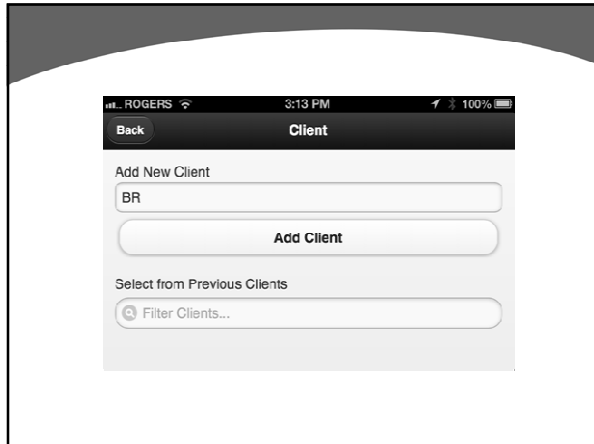 ROGERS 3:13 PM 100%
Back Client
Add New Client
BR
Add Client
Select from Previous Clients
Filter Clients...